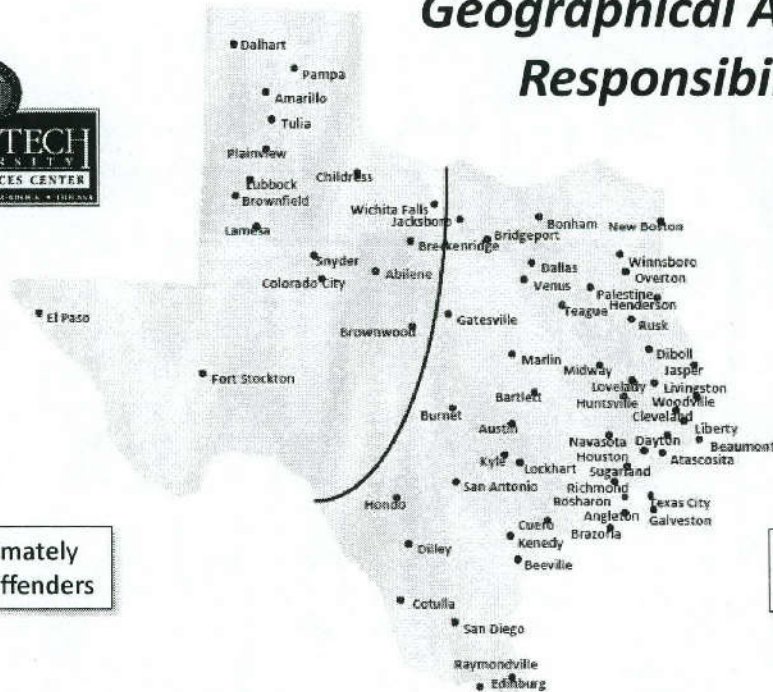 Geographical A
Responsibi
TECH
RSITY
CES CENTER
Dalhart
Pampa
Amarillo
Tulia
Plainview
Childress
Lubbock
Brownfield
Lamesa
Wichita Falls
Jacksboro
Bonham
New Boston
Bridgeport
Breckenridge
Snyder
Abilene
Colorado City
Dallas
Winnsboro
Overton
Venus
Palestine
Henderson
Teague
El Paso
Brownwood
Gatesville
Rusk
Fort Stockton
Marlin
Diboll
Midway
Jasper
Lovelady
Livingston
Bartlett
Huntsville
Woodville
Burnet
Cleveland
Austin
Liberty
Navasota
Dayton
Beaumont
Kyle
Houston
Atascosita
Lockhart
Sugarland
San Antonio
Richmond
Hondo
Rosharon
Texas City
Angleton
Galveston
Cuero
Brazoria
Kenedy
Dilley
Beeville
mately
ffenders
Cotulla
San Diego
Raymondville
Edinburg